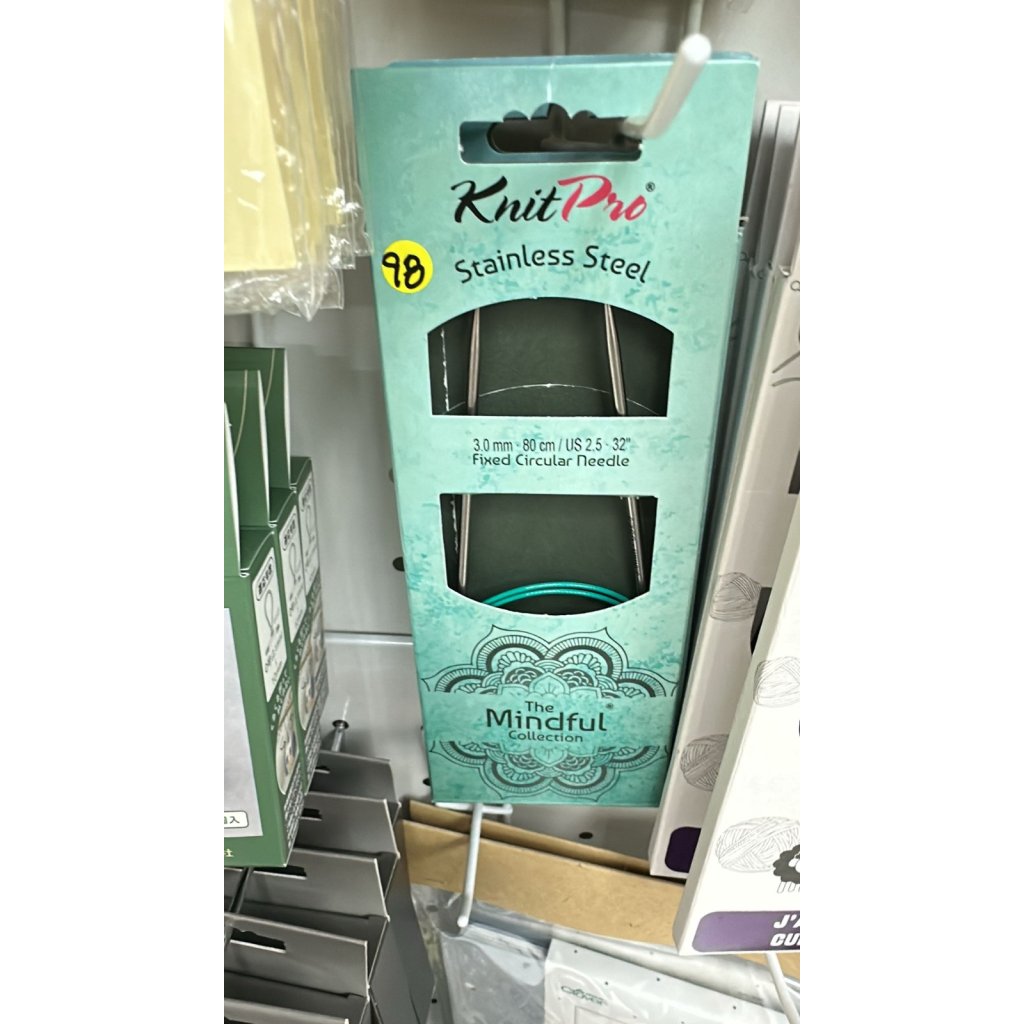 KnitPro®
98
Stainless Steel
3.0 mm - 80 cm / US 2.5 - 32"
Fixed Circular Needle
The
Mindful®
Collection
CLOVER